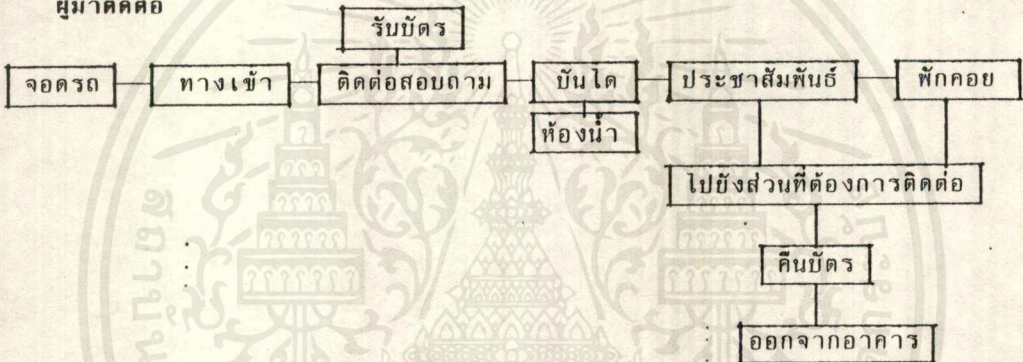 ผู้มาติดต่อ
รับบัตร
จอดรถ ทางเข้า ติดต่อสอบถาม บันได ประชาสัมพันธ์ พักคอย
ห้องน้ำ
ไปยังส่วนที่ต้องการติดต่อ
คืนบัตร
ออกจากอาคาร